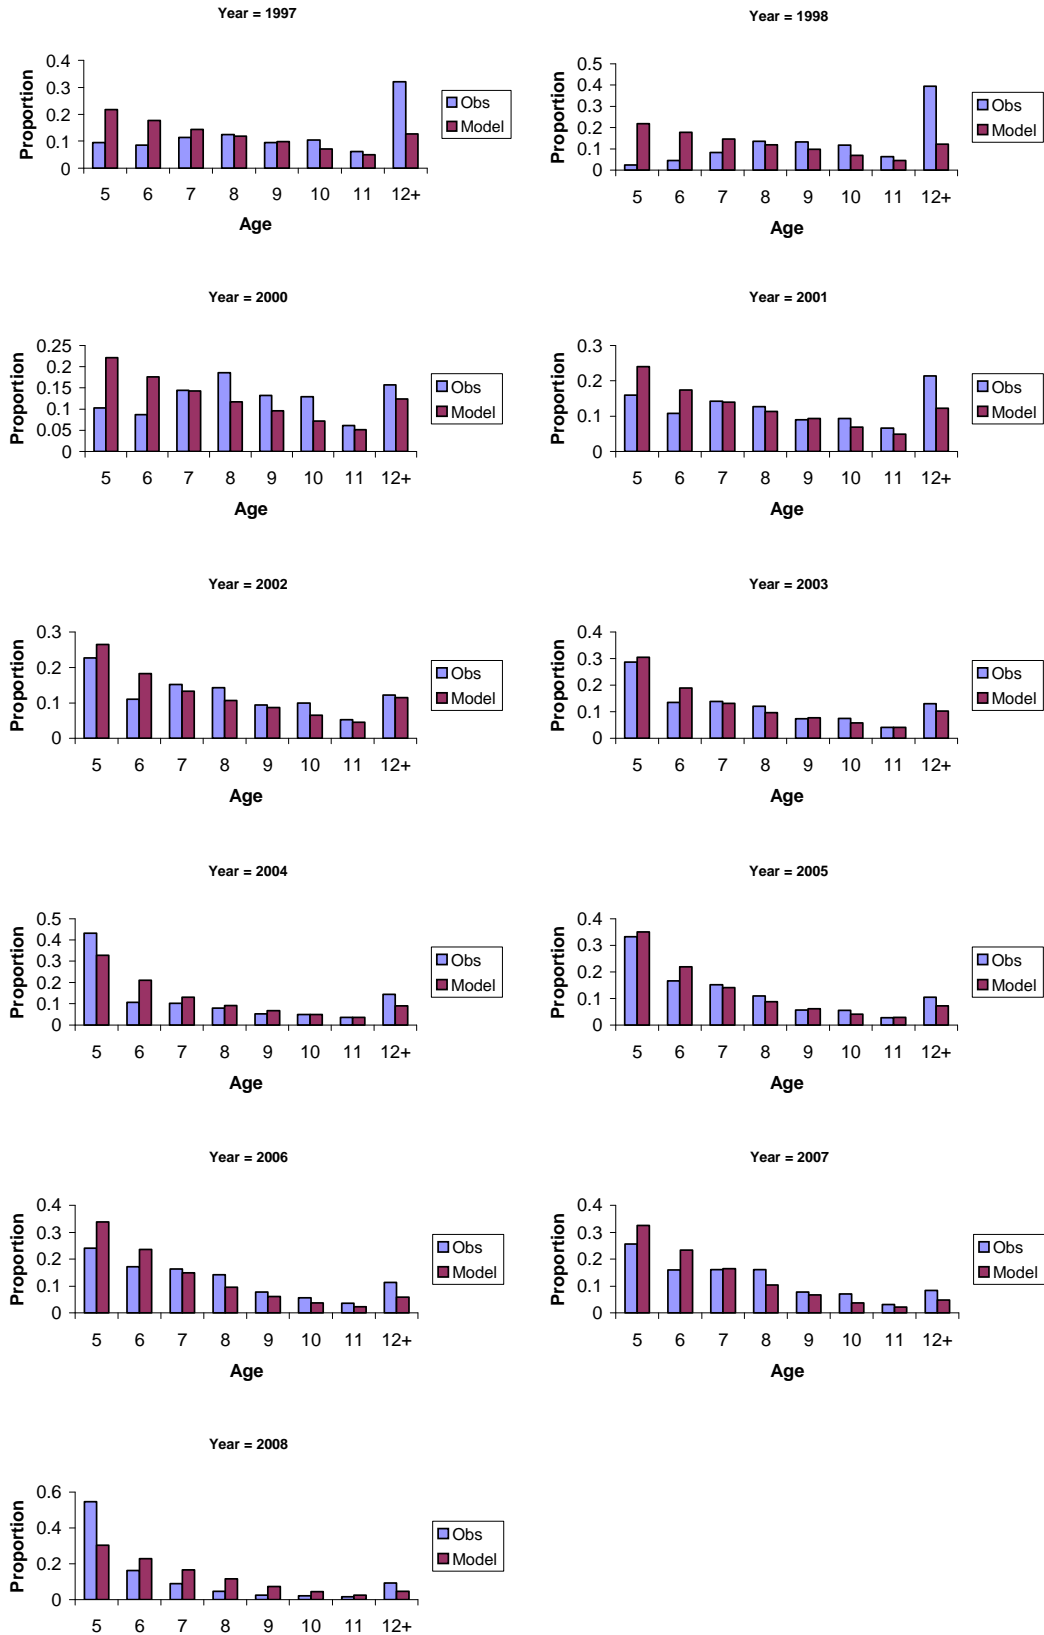 Year = 1997
Proportion
0.4
0.3
0.2
0.1
0
5 6 7 8 9 10 11 12+
Age
Obs
Model
Year = 1998
Proportion
0.5
0.4
0.3
0.2
0.1
0
5 6 7 8 9 10 11 12+
Age
Obs
Model
Year = 2000
Proportion
0.25
0.2
0.15
0.1
0.05
0
5 6 7 8 9 10 11 12+
Age
Obs
Model
Year = 2001
Proportion
0.3
0.2
0.1
0
5 6 7 8 9 10 11 12+
Age
Obs
Model
Year = 2002
Proportion
0.3
0.2
0.1
0
5 6 7 8 9 10 11 12+
Age
Obs
Model
Year = 2003
Proportion
0.4
0.3
0.2
0.1
0
5 6 7 8 9 10 11 12+
Age
Obs
Model
Year = 2004
Proportion
0.5
0.4
0.3
0.2
0.1
0
5 6 7 8 9 10 11 12+
Age
Obs
Model
Year = 2005
Proportion
0.4
0.3
0.2
0.1
0
5 6 7 8 9 10 11 12+
Age
Obs
Model
Year = 2006
Proportion
0.4
0.3
0.2
0.1
0
5 6 7 8 9 10 11 12+
Age
Obs
Model
Year = 2007
Proportion
0.4
0.3
0.2
0.1
0
5 6 7 8 9 10 11 12+
Age
Obs
Model
Year = 2008
Proportion
0.6
0.4
0.2
0
5 6 7 8 9 10 11 12+
Obs
Model